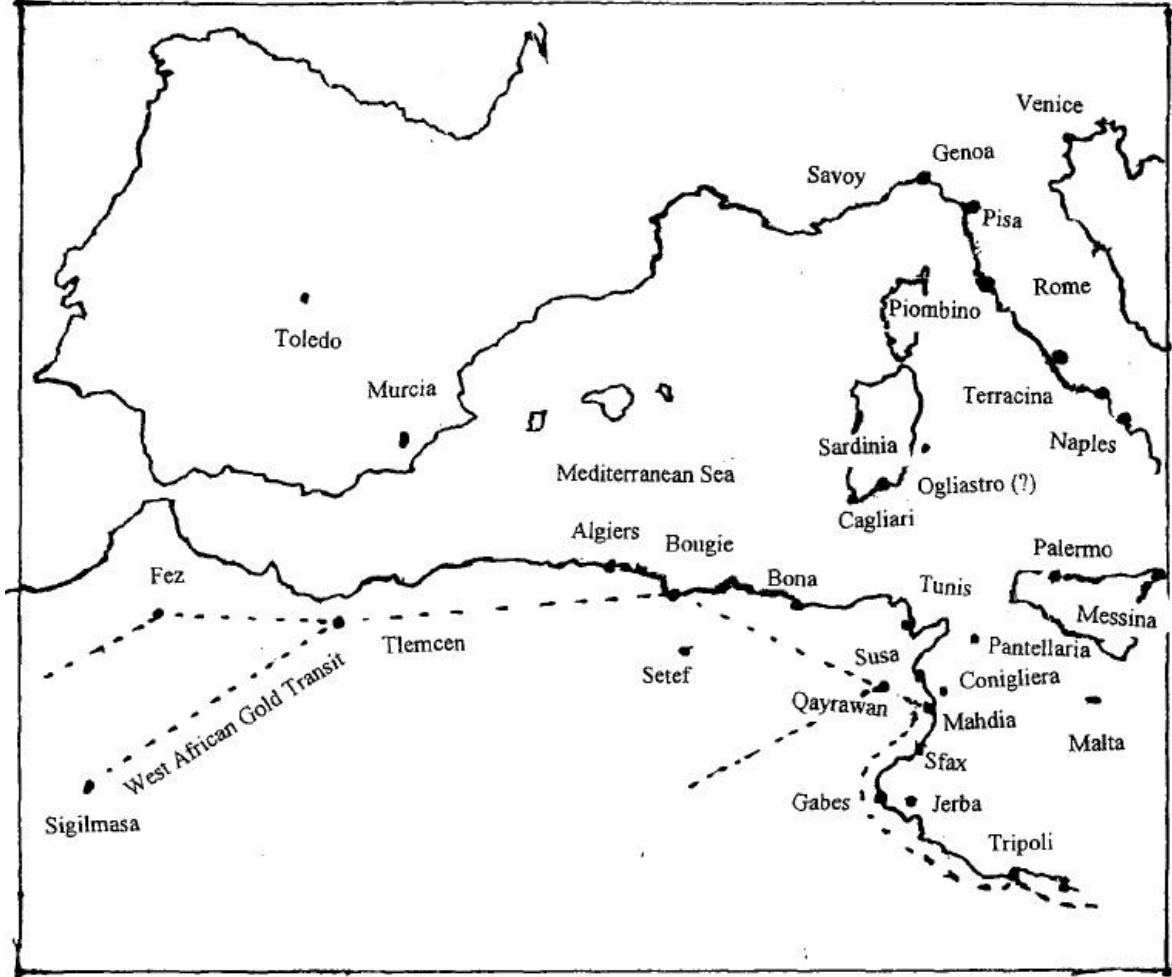 Venice
Genoa
Savoy
Pisa
Rome
Piombino
Toledo
Murcia
Terracina
Sardinia
Naples
Mediterranean Sea
Ogliastro (?)
Cagliari
Algiers
Bougie
Palermo
Fez
Bona
Tunis
Messina
Tlemcen
Pantellaria
Susa
Setef
Conigliera
Qayrawan
West African Gold Transit
Mahdia
Malta
Sfax
Gabes
Jerba
Sigilmasa
Tripoli